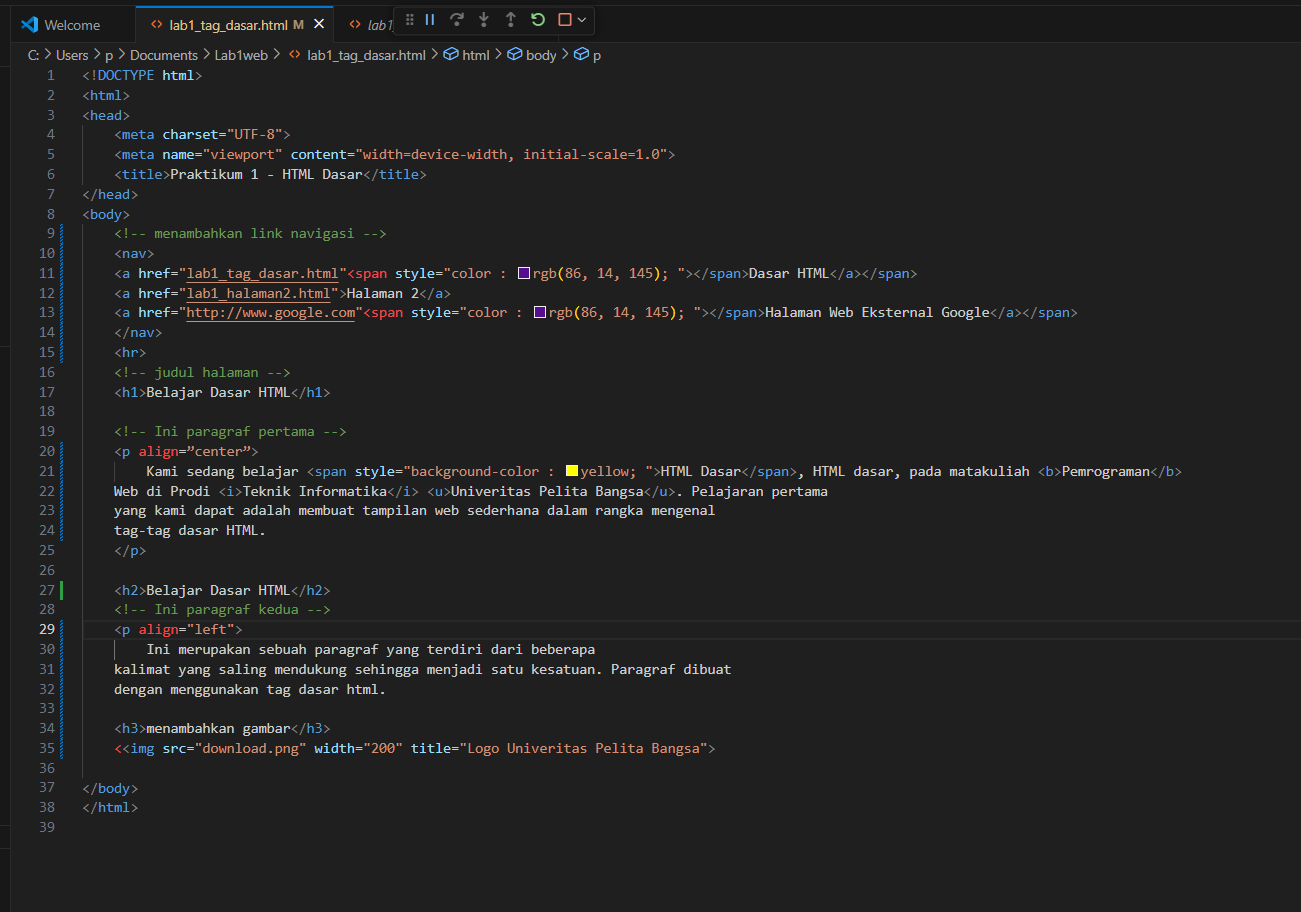 Welcome
lab1_tag_dasar.html M
lab1
C: > Users > p > Documents > Lab1web > lab1_tag_dasar.html > html > body > p
1 <!DOCTYPE html>
2 <html>
3 <head>
4 <meta charset="UTF-8">
5 <meta name="viewport" content="width=device-width, initial-scale=1.0">
6 <title>Praktikum 1 - HTML Dasar</title>
7 </head>
8 <body>
9 <!-- menambahkan link navigasi -->
10 <nav>
11 <a href="lab1_tag_dasar.html"<span style="color : rgb(86, 14, 145); "></span>Dasar HTML</a></span>
12 <a href="lab1_halaman2.html">Halaman 2</a>
13 <a href="http://www.google.com"<span style="color : rgb(86, 14, 145); "></span>Halaman Web Eksternal Google</a></span>
14 </nav>
15 <hr>
16 <!-- judul halaman -->
17 <h1>Belajar Dasar HTML</h1>
18
19 <!-- Ini paragraf pertama -->
20 <p align=”center”>
21 Kami sedang belajar <span style="background-color : yellow; ">HTML Dasar</span>, HTML dasar, pada matakuliah <b>Pemrograman</b>
22 Web di Prodi <i>Teknik Informatika</i> <u>Univeritas Pelita Bangsa</u>. Pelajaran pertama
23 yang kami dapat adalah membuat tampilan web sederhana dalam rangka mengenal
24 tag-tag dasar HTML.
25 </p>
26
27 <h2>Belajar Dasar HTML</h2>
28 <!-- Ini paragraf kedua -->
29 <p align="left">
30 Ini merupakan sebuah paragraf yang terdiri dari beberapa
31 kalimat yang saling mendukung sehingga menjadi satu kesatuan. Paragraf dibuat
32 dengan menggunakan tag dasar html.
33
34 <h3>menambahkan gambar</h3>
35 <<img src="download.png" width="200" title="Logo Univeritas Pelita Bangsa">
36
37 </body>
38 </html>
39